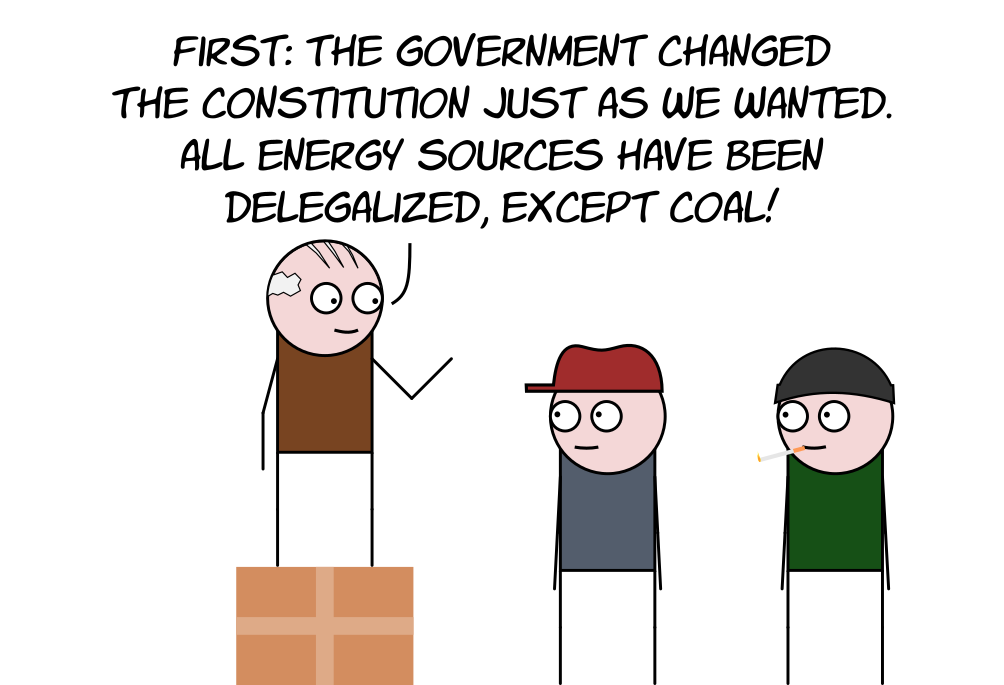 FIRST: THE GOVERNMENT CHANGED
THE CONSTITUTION JUST AS WE WANTED.
ALL ENERGY SOURCES HAVE BEEN
DELEGALIZED, EXCEPT COAL!